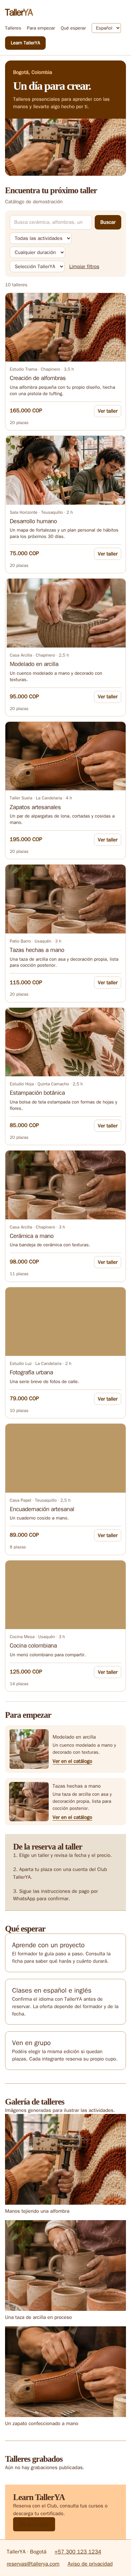 TallerYA
Talleres Para empezar Qué esperar Español
Learn TallerYA
Bogotá, Colombia
Un día para crear.
Talleres presenciales para aprender con las
manos y compartir algo hecho por ti.
Encuentra tu próximo taller
Catálogo de demostración
Busca cerámica, alfombras, un Buscar
Todas las actividades
Cualquier duración
Selección TallerYA Limpiar filtros
10 talleres
Estudio Trama · Chapinero · 3,5 h
Creación de alfombras
Una alfombra pequeña con tu propio diseño, hecha
con una pistola de tufting.
165.000 COP Ver taller
20 plazas
Sala Horizonte · Teusaquillo · 2 h
Desarrollo humano
Un mapa de fortalezas y un plan personal de hábitos
para los próximos 30 días.
75.000 COP Ver taller
20 plazas
Casa Arcilla · Chapinero · 2,5 h
Modelado en arcilla
Un cuenco modelado a mano y decorado con
texturas.
95.000 COP Ver taller
20 plazas
Taller Suela · La Candelaria · 4 h
Zapatos artesanales
Un par de alpargatas de lona, cortadas y cosidas a
mano.
195.000 COP Ver taller
20 plazas
Patio Barro · Usaquén · 3 h
Tazas hechas a mano
Una taza de arcilla con asa y decoración propia, lista
para cocción posterior.
115.000 COP Ver taller
20 plazas
Estudio Hoja · Quinta Camacho · 2,5 h
Estampación botánica
Una bolsa de tela estampada con formas de hojas y
flores.
85.000 COP Ver taller
20 plazas
Casa Arcilla · Chapinero · 3 h
Cerámica a mano
Una bandeja de cerámica con texturas.
98.000 COP Ver taller
11 plazas
Estudio Luz · La Candelaria · 2 h
Fotografía urbana
Una serie breve de fotos de calle.
79.000 COP Ver taller
10 plazas
Casa Papel · Teusaquillo · 2,5 h
Encuadernación artesanal
Un cuaderno cosido a mano.
89.000 COP Ver taller
8 plazas
Cocina Mesa · Usaquén · 3 h
Cocina colombiana
Un menú colombiano para compartir.
125.000 COP Ver taller
14 plazas
Para empezar
Modelado en arcilla
Un cuenco modelado a mano y
decorado con texturas.
Ver en el catálogo
Tazas hechas a mano
Una taza de arcilla con asa y
decoración propia, lista para
cocción posterior.
Ver en el catálogo
De la reserva al taller
1. Elige un taller y revisa la fecha y el precio.
2. Aparta tu plaza con una cuenta del Club
TallerYA.
3. Sigue las instrucciones de pago por
WhatsApp para confirmar.
Qué esperar
Aprende con un proyecto
El formador te guía paso a paso. Consulta la
ficha para saber qué harás y cuánto durará.
Clases en español e inglés
Confirma el idioma con TallerYA antes de
reservar. La oferta depende del formador y de la
fecha.
Ven en grupo
Podéis elegir la misma edición si quedan
plazas. Cada integrante reserva su propio cupo.
Galería de talleres
Imágenes generadas para ilustrar las actividades.
Manos tejiendo una alfombra
Una taza de arcilla en proceso
Un zapato confeccionado a mano
Talleres grabados
Aún no hay grabaciones publicadas.
Learn TallerYA
Reserva con el Club, consulta tus cursos o
descarga tu certificado.
TallerYA · Bogotá +57 300 123 1234
reservas@tallerya.com Aviso de privacidad